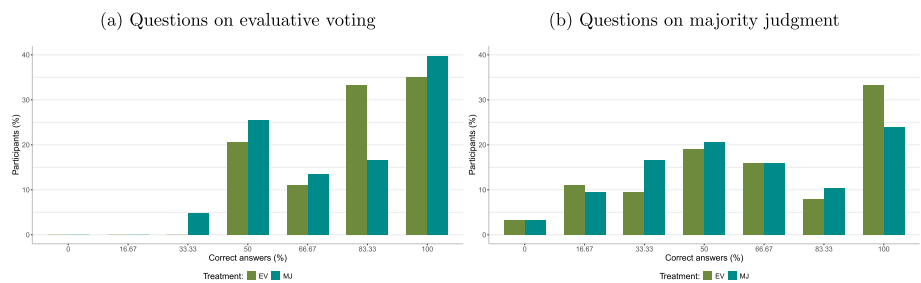 (a) Questions on evaluative voting
40
30
20
10
0
Participants (%)
0 16.67 33.33 50 66.67 83.33 100
Correct answers (%)
Treatment: EV MJ
(b) Questions on majority judgment
40
30
20
10
0
Participants (%)
0 16.67 33.33 50 66.67 83.33 100
Correct answers (%)
Treatment: EV MJ